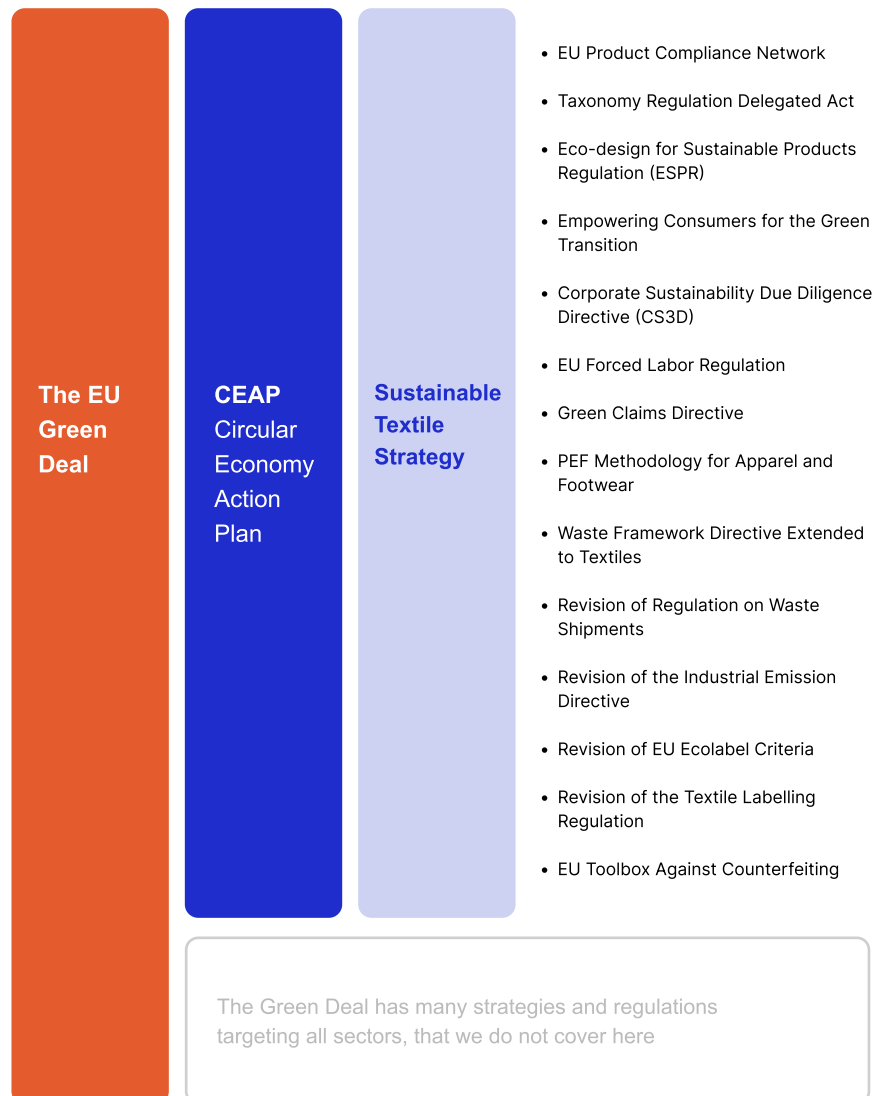 The EU
Green
Deal
CEAP
Circular
Economy
Action
Plan
Sustainable
Textile
Strategy
• EU Product Compliance Network
• Taxonomy Regulation Delegated Act
• Eco-design for Sustainable Products
Regulation (ESPR)
• Empowering Consumers for the Green
Transition
• Corporate Sustainability Due Diligence
Directive (CS3D)
• EU Forced Labor Regulation
• Green Claims Directive
• PEF Methodology for Apparel and
Footwear
• Waste Framework Directive Extended
to Textiles
• Revision of Regulation on Waste
Shipments
• Revision of the Industrial Emission
Directive
• Revision of EU Ecolabel Criteria
• Revision of the Textile Labelling
Regulation
• EU Toolbox Against Counterfeiting
The Green Deal has many strategies and regulations
targeting all sectors, that we do not cover here